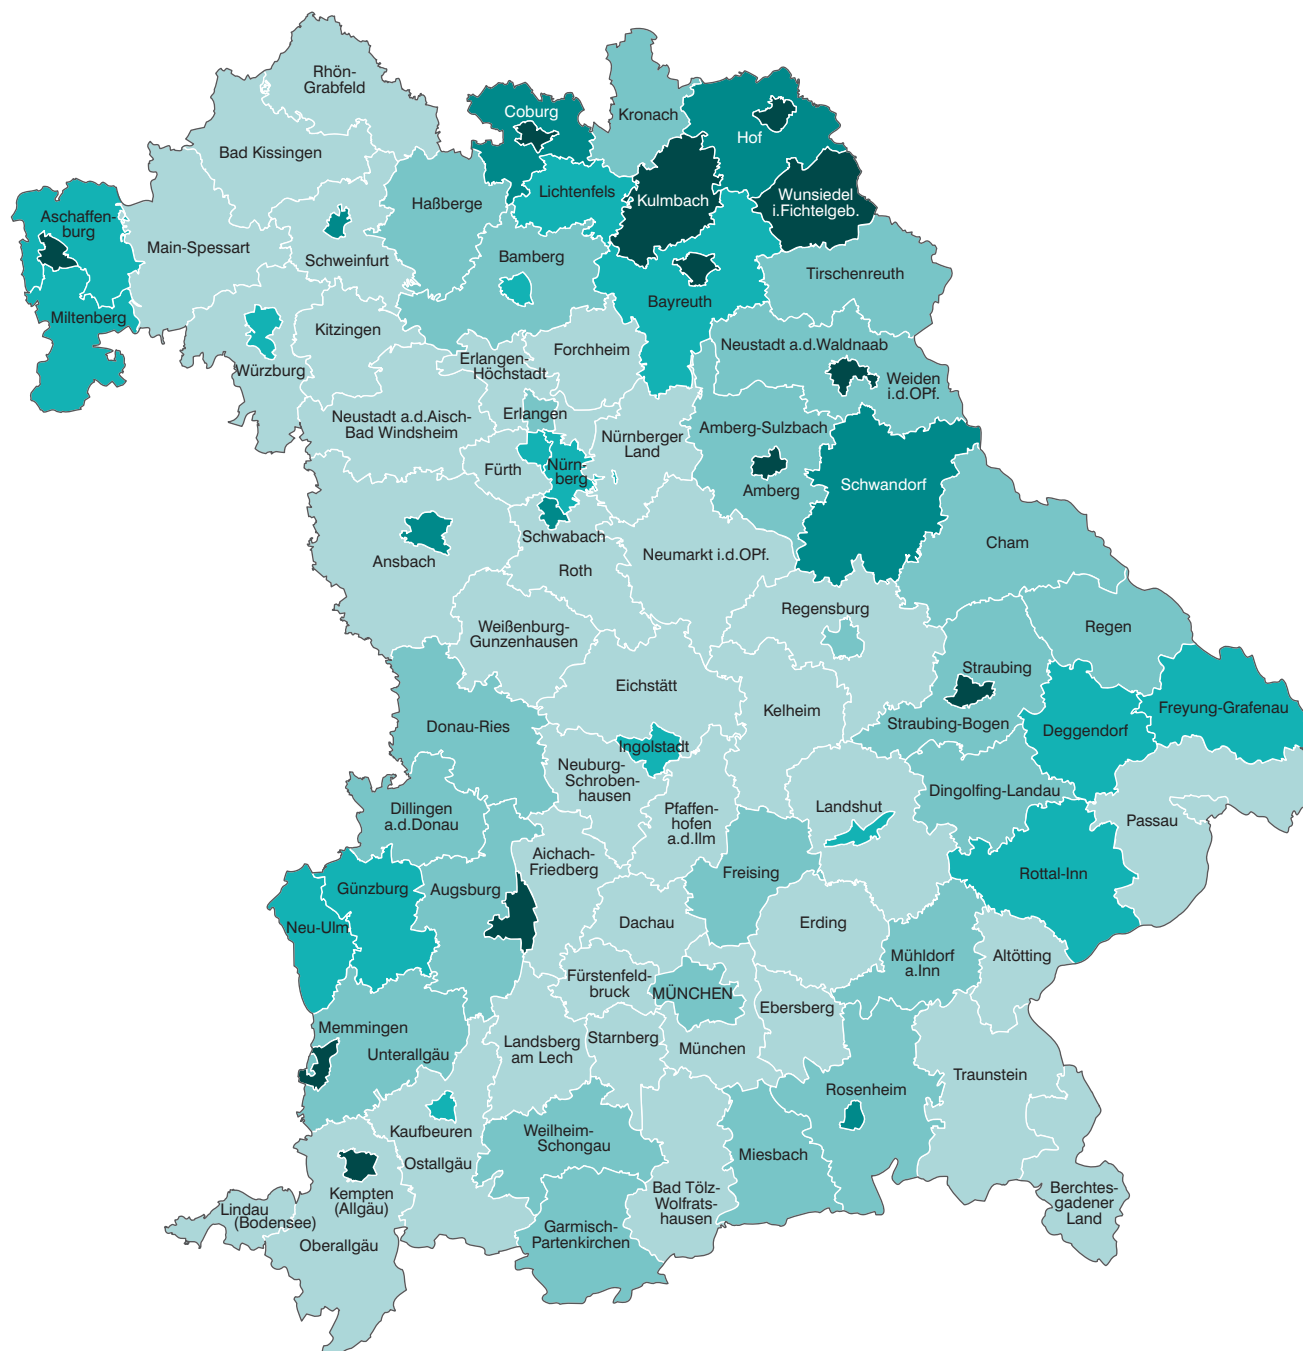 Rhön-
Grabfeld
Coburg
Kronach
Hof
Bad Kissingen
Haßberge
Lichtenfels
Kulmbach
Wunsiedel
i.Fichtelgeb.
Aschaffen-
burg
Main-Spessart
Schweinfurt
Bamberg
Tirschenreuth
Bayreuth
Miltenberg
Kitzingen
Würzburg
Erlangen-
Höchstadt
Forchheim
Neustadt a.d.Waldnaab
Weiden
i.d.OPf.
Neustadt a.d.Aisch-
Bad Windsheim
Erlangen
Nürnberger
Land
Amberg-Sulzbach
Fürth
Nürn-
berg
Amberg
Schwandorf
Ansbach
Schwabach
Roth
Neumarkt i.d.OPf.
Cham
Weißenburg-
Gunzenhausen
Regensburg
Regen
Eichstätt
Straubing
Kelheim
Freyung-Grafenau
Donau-Ries
Straubing-Bogen
Deggendorf
Ingolstadt
Neuburg-
Schroben-
hausen
Dingolfing-Landau
Dillingen
a.d.Donau
Pfaffen-
hofen
a.d.Ilm
Landshut
Passau
Aichach-
Friedberg
Günzburg
Augsburg
Freising
Rottal-Inn
Neu-Ulm
Dachau
Erding
Mühldorf
a.Inn
Altötting
Fürstenfeld-
bruck
MÜNCHEN
Ebersberg
Memmingen
Unterallgäu
Landsberg
am Lech
Starnberg
München
Traunstein
Rosenheim
Kaufbeuren
Weilheim-
Schongau
Miesbach
Ostallgäu
Kempten
(Allgäu)
Bad Tölz-
Wolfrats-
hausen
Berchtes-
gadener
Land
Lindau
(Bodensee)
Oberallgäu
Garmisch-
Partenkirchen